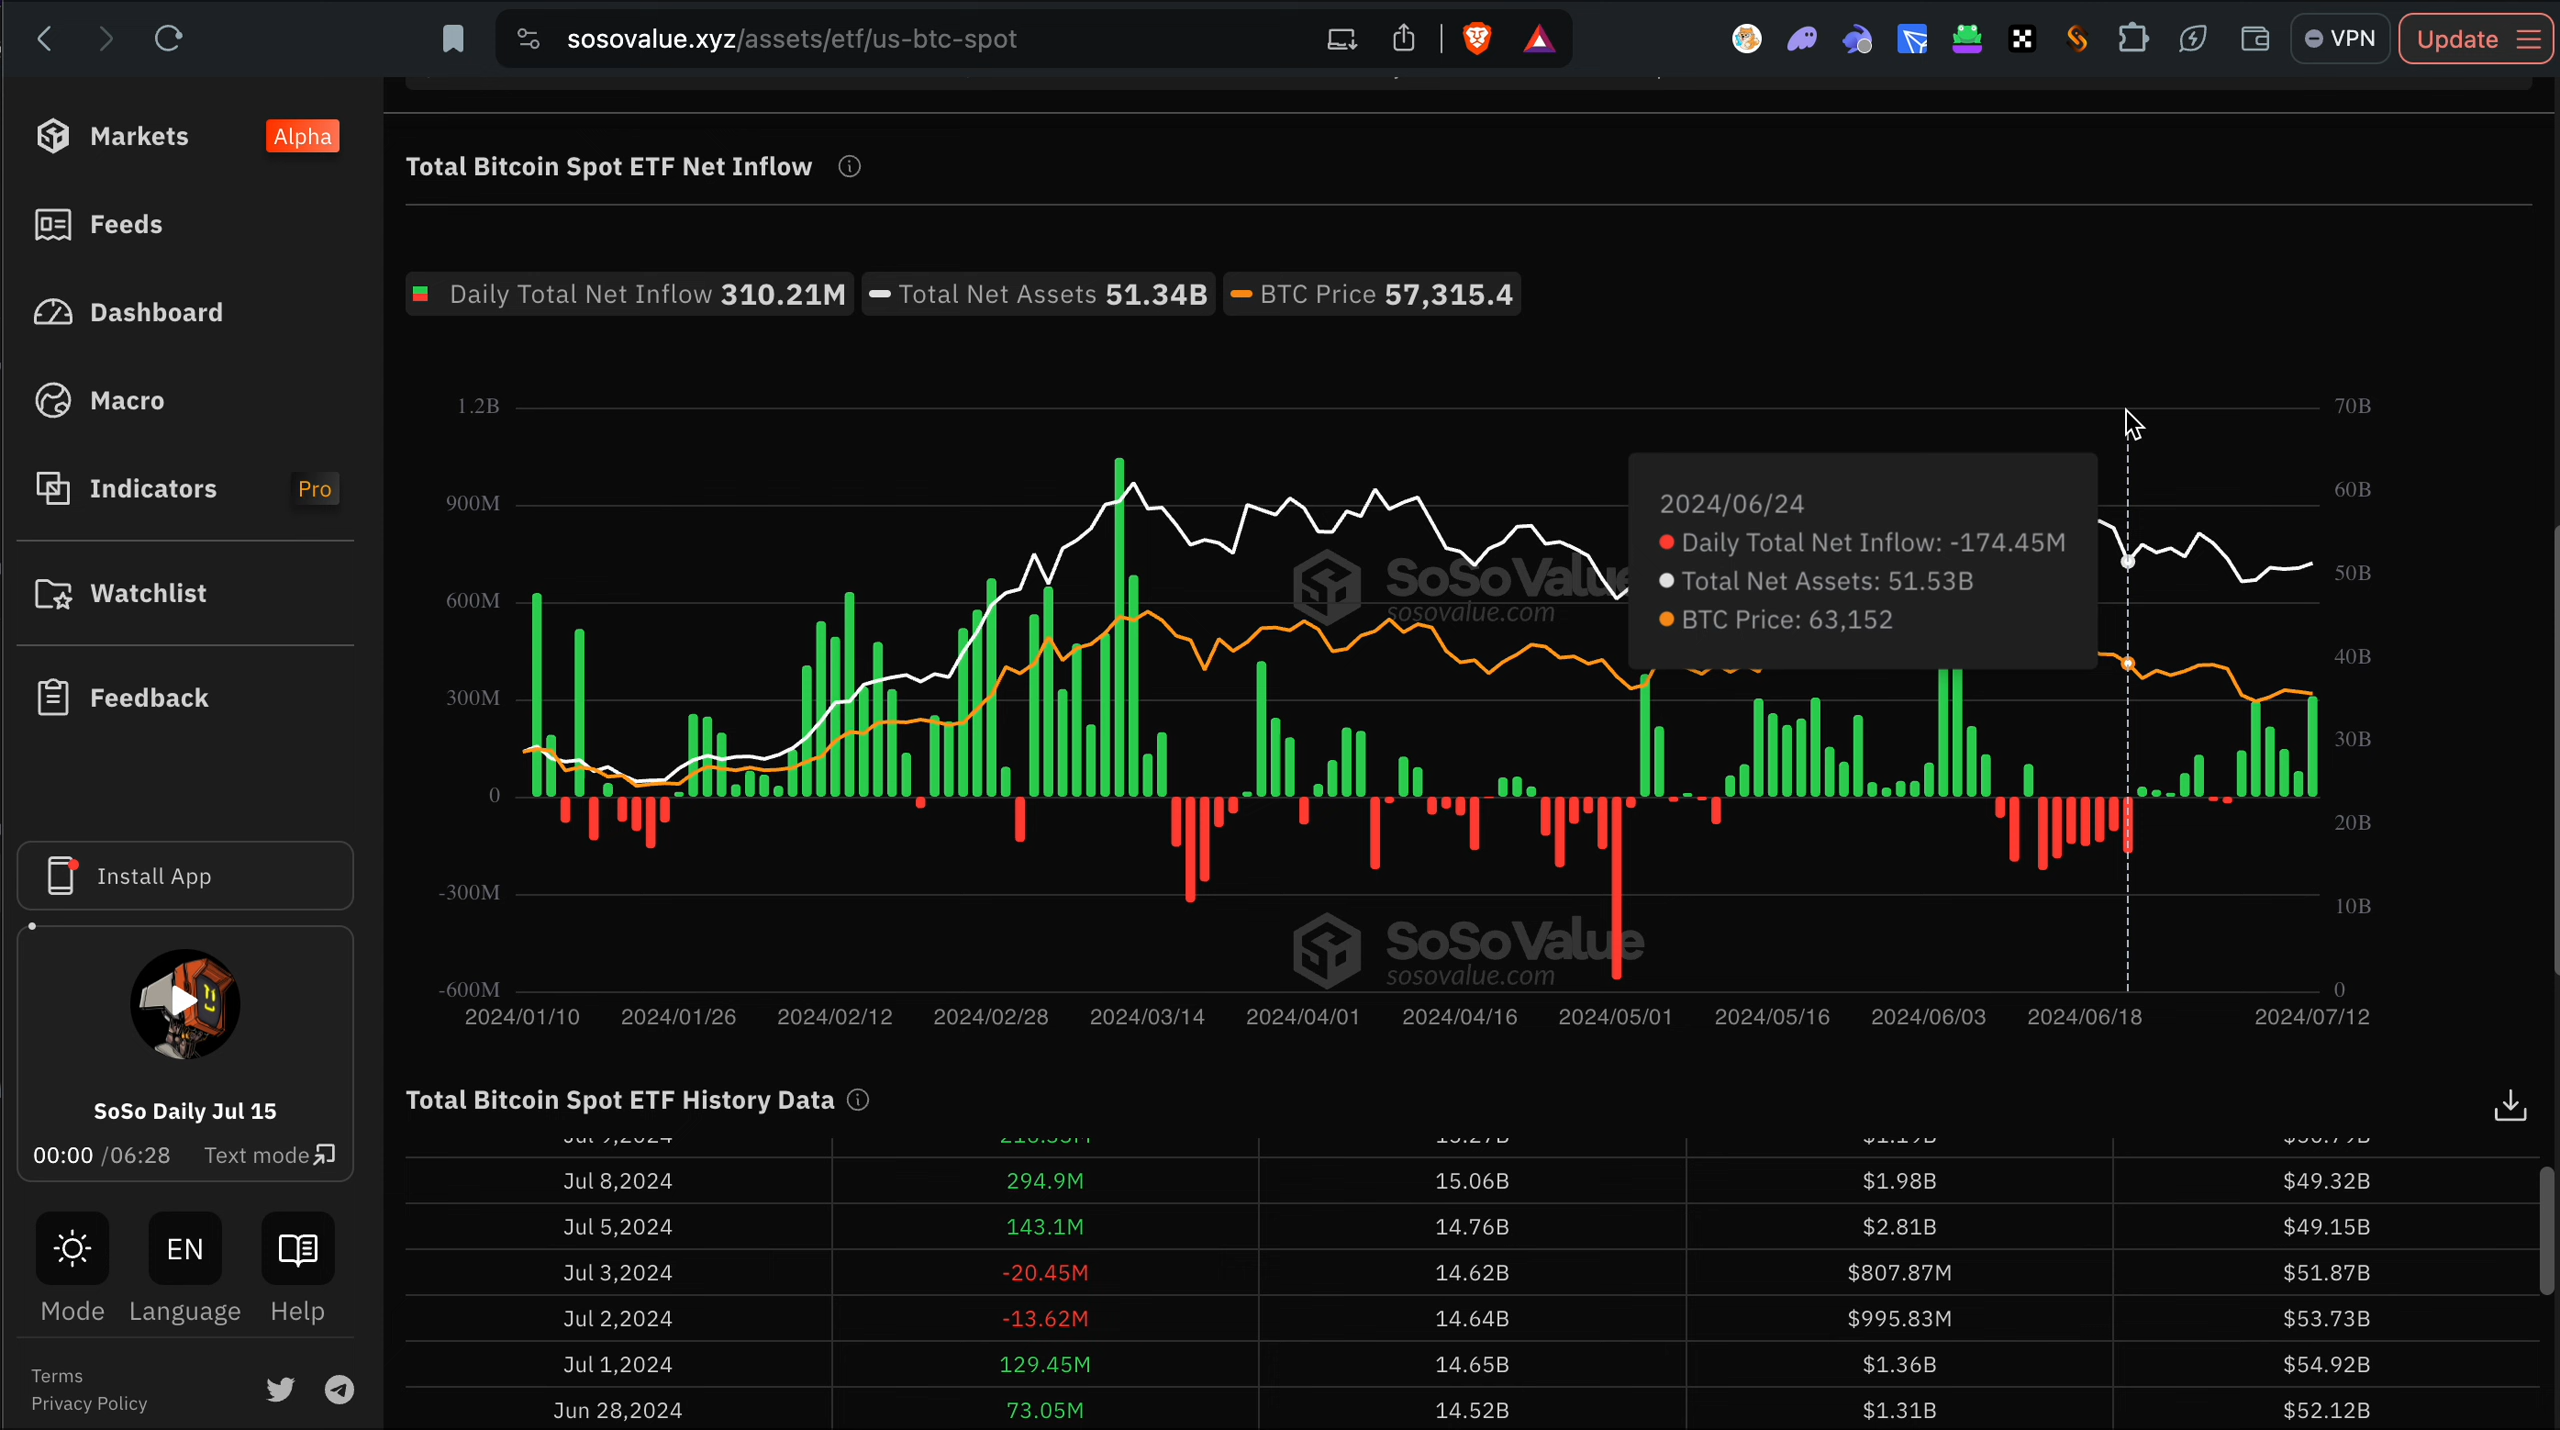 sosovalue.xyz/assets/etf/us-btc-spot
VPN
Update
Markets
Alpha
Feeds
Dashboard
Macro
Indicators
Pro
Watchlist
Feedback
Install App
SoSo Daily Jul 15
00:00 /06:28
Text mode
EN
Mode
Language
Help
Terms
Privacy Policy
Total Bitcoin Spot ETF Net Inflow
Daily Total Net Inflow 310.21M
Total Net Assets 51.34B
BTC Price 57,315.4
1.2B
900M
600M
300M
0
-300M
-600M
70B
60B
50B
40B
30B
20B
10B
0
SoSoValue
sosovalue.com
2024/06/24
Daily Total Net Inflow: -174.45M
Total Net Assets: 51.53B
BTC Price: 63,152
SoSoValue
sosovalue.com
2024/01/10 2024/01/26 2024/02/12 2024/02/28 2024/03/14 2024/04/01 2024/04/16 2024/05/01 2024/05/16 2024/06/03 2024/06/18 2024/07/12
Total Bitcoin Spot ETF History Data
Jul 8,2024 294.9M 15.06B $1.98B $49.32B
Jul 5,2024 143.1M 14.76B $2.81B $49.15B
Jul 3,2024 -20.45M 14.62B $807.87M $51.87B
Jul 2,2024 -13.62M 14.64B $995.83M $53.73B
Jul 1,2024 129.45M 14.65B $1.36B $54.92B
Jun 28,2024 73.05M 14.52B $1.31B $52.12B